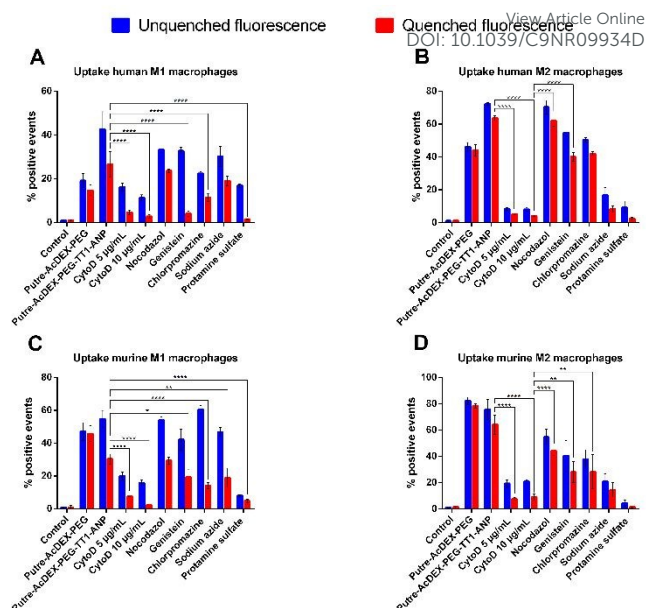 Unquenched fluorescence
Quenched fluorescence
View Article Online
DOI: 10.1039/C9NR09934D
A
Uptake human M1 macrophages
% positive events
60
40
20
0
****
****
****
****
****
Control
Putre-AcDEX-PEG
Putre-AcDEX-PEG-TT1-ANP
CytoD 5 µg/mL
CytoD 10 µg/mL
Nocodazol
Genistein
Chlorpromazine
Sodium azide
Protamine sulfate
B
Uptake human M2 macrophages
% positive events
80
60
40
20
0
****
****
****
****
Control
Putre-AcDEX-PEG
Putre-AcDEX-PEG-TT1-ANP
CytoD 5 µg/mL
CytoD 10 µg/mL
Nocodazol
Genistein
Chlorpromazine
Sodium azide
Protamine sulfate
C
Uptake murine M1 macrophages
% positive events
80
60
40
20
0
****
**
****
*
****
****
Control
Putre-AcDEX-PEG
Putre-AcDEX-PEG-TT1-ANP
CytoD 5 µg/mL
CytoD 10 µg/mL
Nocodazol
Genistein
Chlorpromazine
Sodium azide
Protamine sulfate
D
Uptake murine M2 macrophages
% positive events
100
80
60
40
20
0
**
**
****
****
****
Control
Putre-AcDEX-PEG
Putre-AcDEX-PEG-TT1-ANP
CytoD 5 µg/mL
CytoD 10 µg/mL
Nocodazol
Genistein
Chlorpromazine
Sodium azide
Protamine sulfate